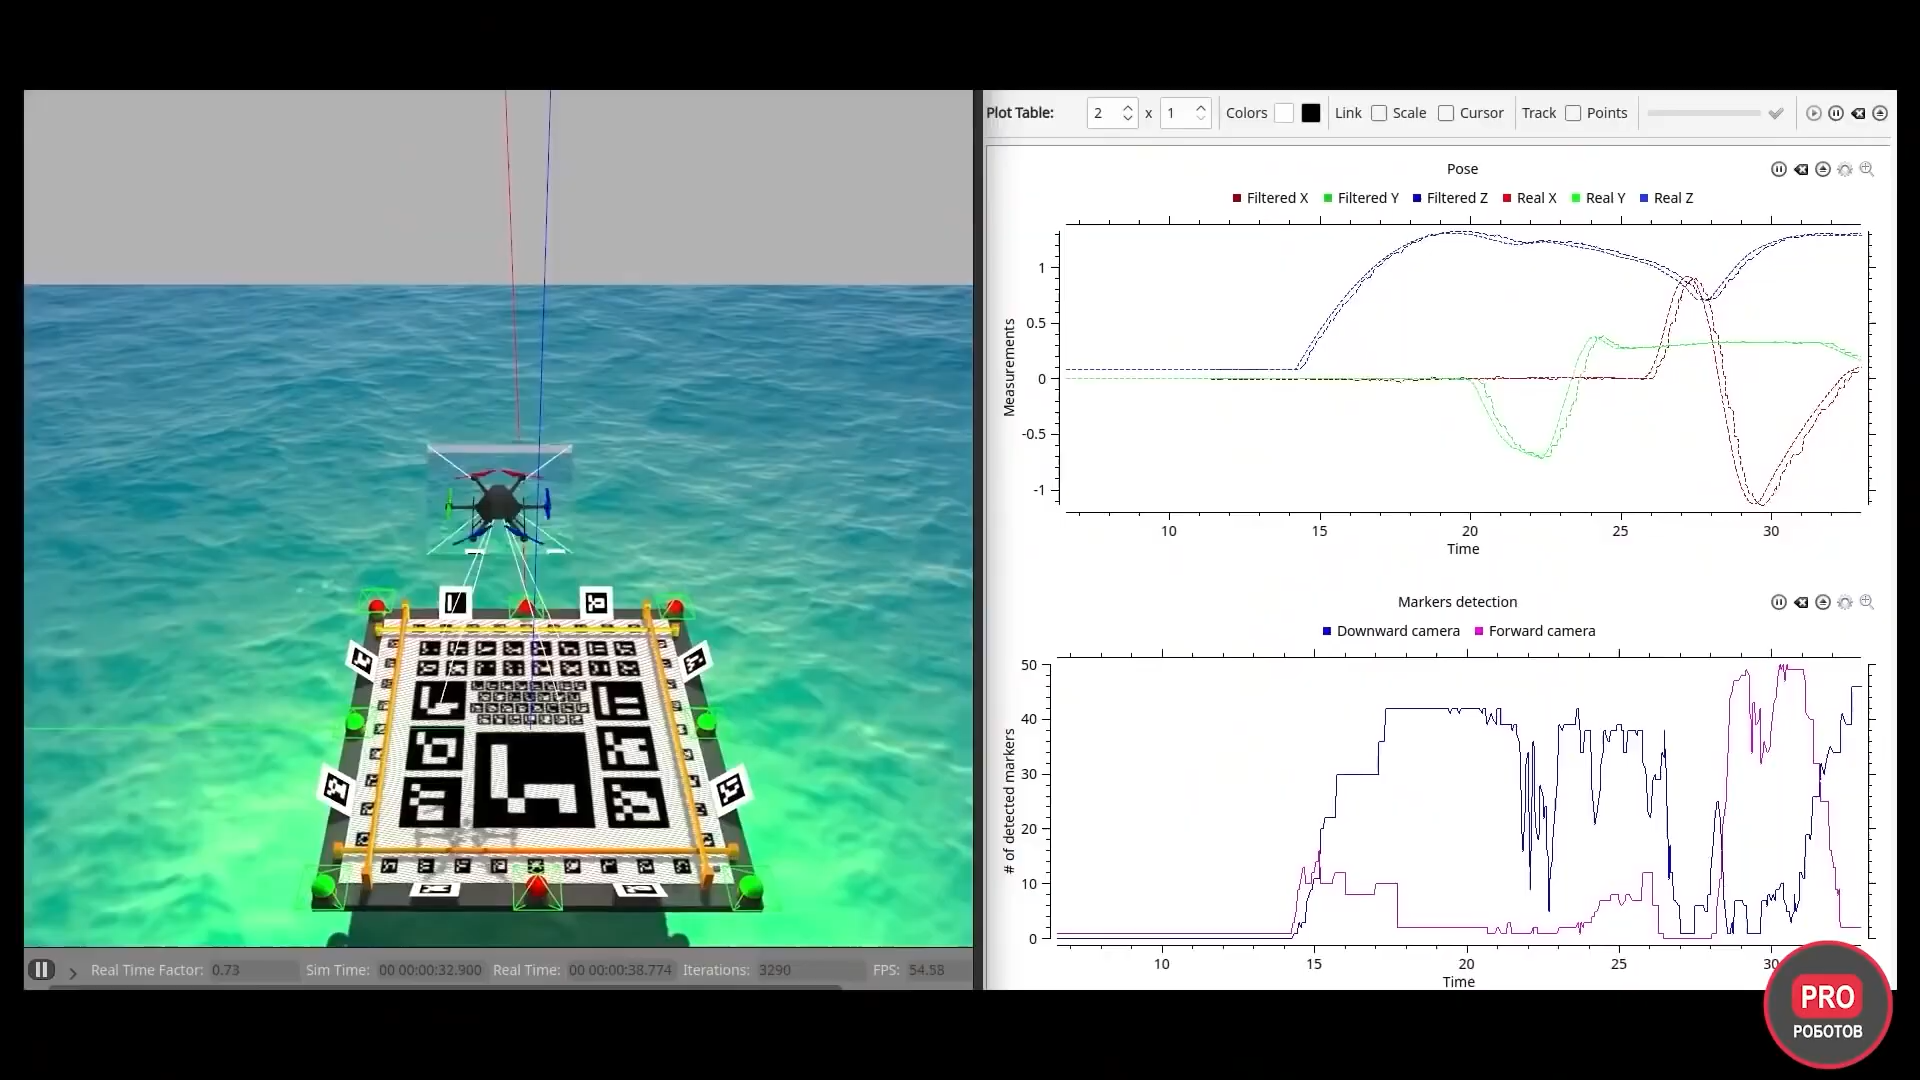 Plot Table: 2 x 1 Colors Link Scale Cursor Track Points
Pose
Filtered X Filtered Y Filtered Z Real X Real Y Real Z
1
0.5
0
-0.5
-1
Measurements
10 15 20 25 30
Time
Markers detection
Downward camera Forward camera
50
40
30
20
10
0
# of detected markers
10 15 20 25 30
Time
Real Time Factor: 0.73 Sim Time: 00 00:00:32.900 Real Time: 00 00:00:38.774 Iterations: 3290 FPS: 54.58
PRO
РОБОТОВ